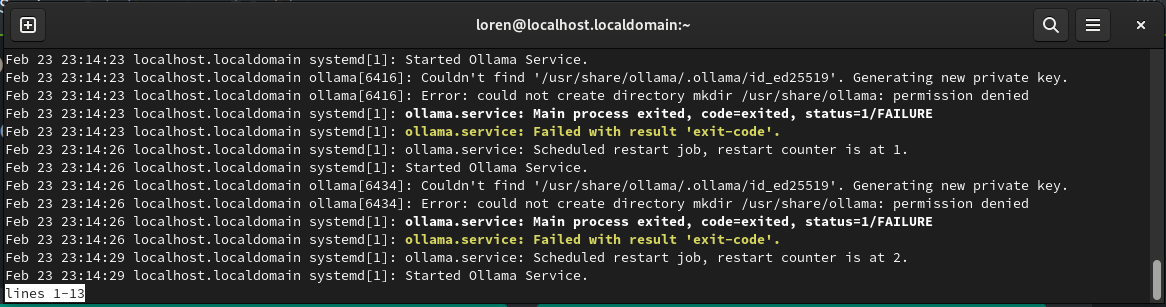 loren@localhost.localdomain:~
Feb 23 23:14:23 localhost.localdomain systemd[1]: Started Ollama Service.
Feb 23 23:14:23 localhost.localdomain ollama[6416]: Couldn't find '/usr/share/ollama/.ollama/id_ed25519'. Generating new private key.
Feb 23 23:14:23 localhost.localdomain ollama[6416]: Error: could not create directory mkdir /usr/share/ollama: permission denied
Feb 23 23:14:23 localhost.localdomain systemd[1]: ollama.service: Main process exited, code=exited, status=1/FAILURE
Feb 23 23:14:23 localhost.localdomain systemd[1]: ollama.service: Failed with result 'exit-code'.
Feb 23 23:14:26 localhost.localdomain systemd[1]: ollama.service: Scheduled restart job, restart counter is at 1.
Feb 23 23:14:26 localhost.localdomain systemd[1]: Started Ollama Service.
Feb 23 23:14:26 localhost.localdomain ollama[6434]: Couldn't find '/usr/share/ollama/.ollama/id_ed25519'. Generating new private key.
Feb 23 23:14:26 localhost.localdomain ollama[6434]: Error: could not create directory mkdir /usr/share/ollama: permission denied
Feb 23 23:14:26 localhost.localdomain systemd[1]: ollama.service: Main process exited, code=exited, status=1/FAILURE
Feb 23 23:14:26 localhost.localdomain systemd[1]: ollama.service: Failed with result 'exit-code'.
Feb 23 23:14:29 localhost.localdomain systemd[1]: ollama.service: Scheduled restart job, restart counter is at 2.
Feb 23 23:14:29 localhost.localdomain systemd[1]: Started Ollama Service.
lines 1-13